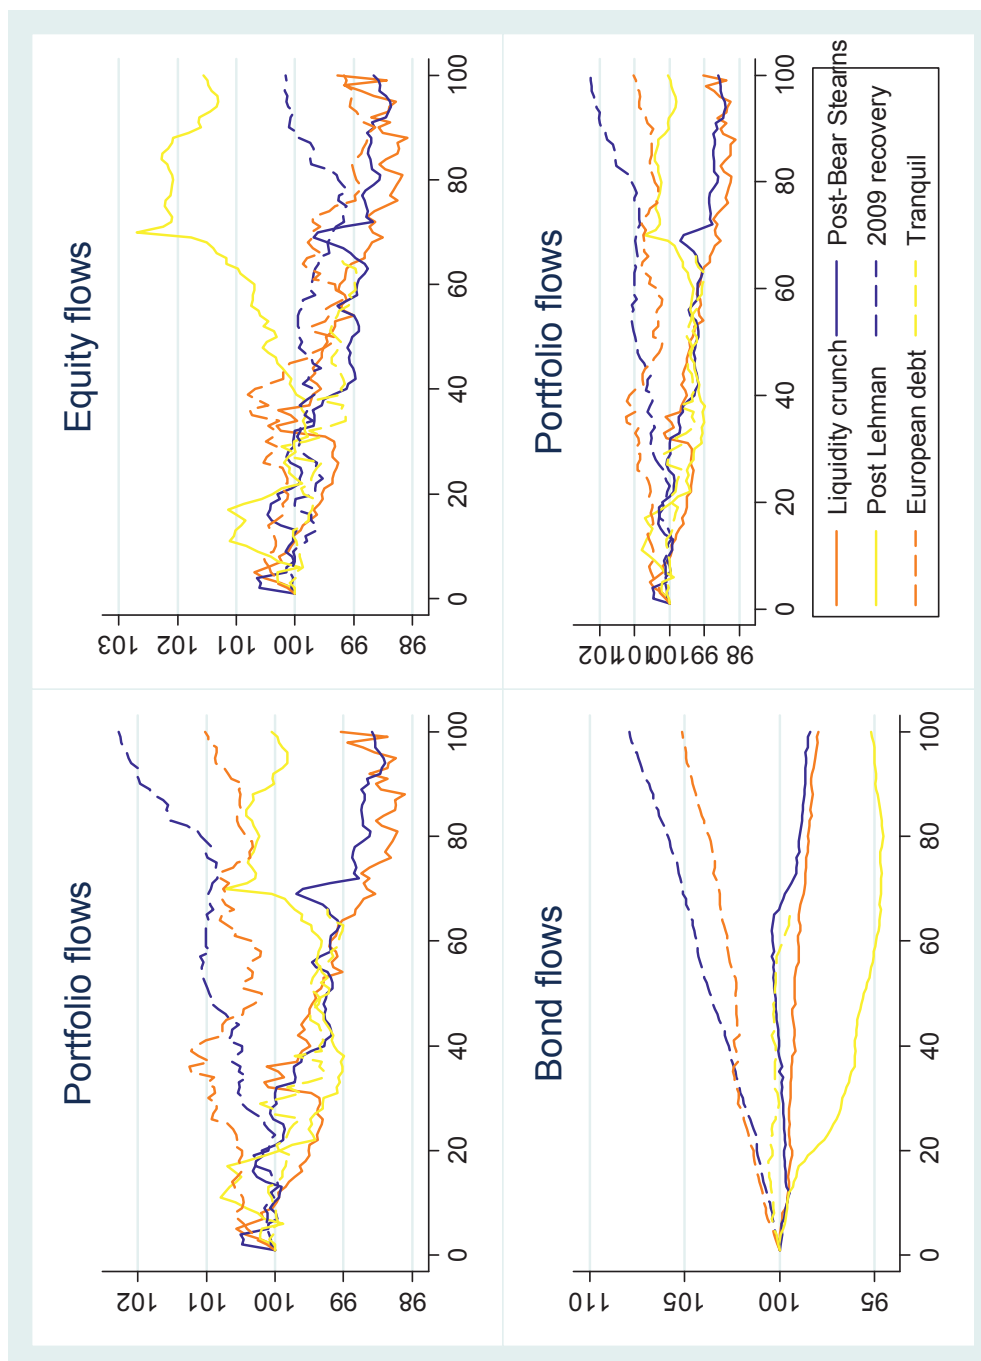 Portfolio flows
102
101
100
99
98
0 20 40 60 80 100
Equity flows
103
102
101
100
99
98
0 20 40 60 80 100
Bond flows
110
105
100
95
0 20 40 60 80 100
Portfolio flows
102
101
100
99
98
0 20 40 60 80 100
Liquidity crunch Post-Bear Stearns
Post Lehman 2009 recovery
European debt Tranquil